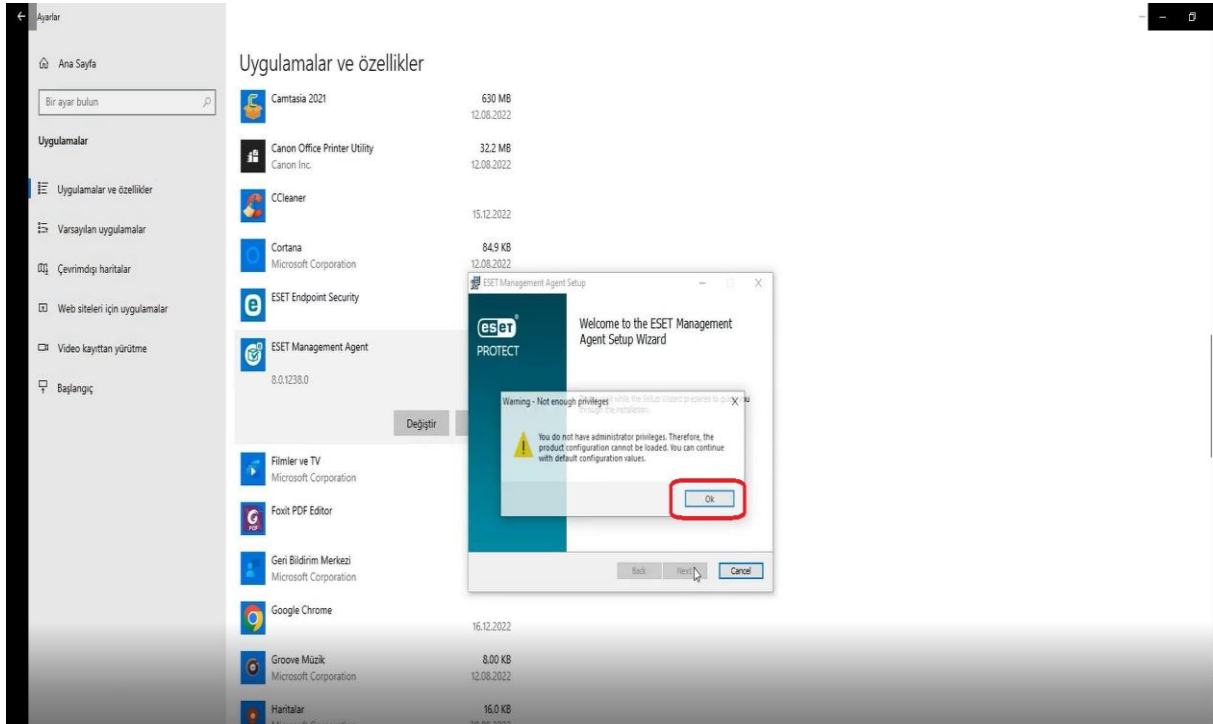 Ayarlar
Ana Sayfa
Bir ayar bulun
Uygulamalar
Uygulamalar ve özellikler
Varsayılan uygulamalar
Çevrimdışı haritalar
Web siteleri için uygulamalar
Video kayıttan yürütme
Başlangıç
Uygulamalar ve özellikler
Camtasia 2021
630 MB
12.08.2022
Canon Office Printer Utility
32,2 MB
Canon Inc.
12.08.2022
CCleaner
15.12.2022
Cortana
84,9 KB
Microsoft Corporation
12.08.2022
ESET Endpoint Security
ESET Management Agent
8.0.1238.0
Değiştir
Filmler ve TV
Microsoft Corporation
Foxit PDF Editor
Geri Bildirim Merkezi
Microsoft Corporation
Google Chrome
16.12.2022
Groove Müzik
8,00 KB
Microsoft Corporation
12.08.2022
Haritalar
16,0 KB
ESET Management Agent Setup
eset
PROTECT
Welcome to the ESET Management
Agent Setup Wizard
Warning - Not enough privileges
You do not have administrator privileges. Therefore, the
product configuration cannot be loaded. You can continue
with default configuration values.
Ok
Back
Next
Cancel